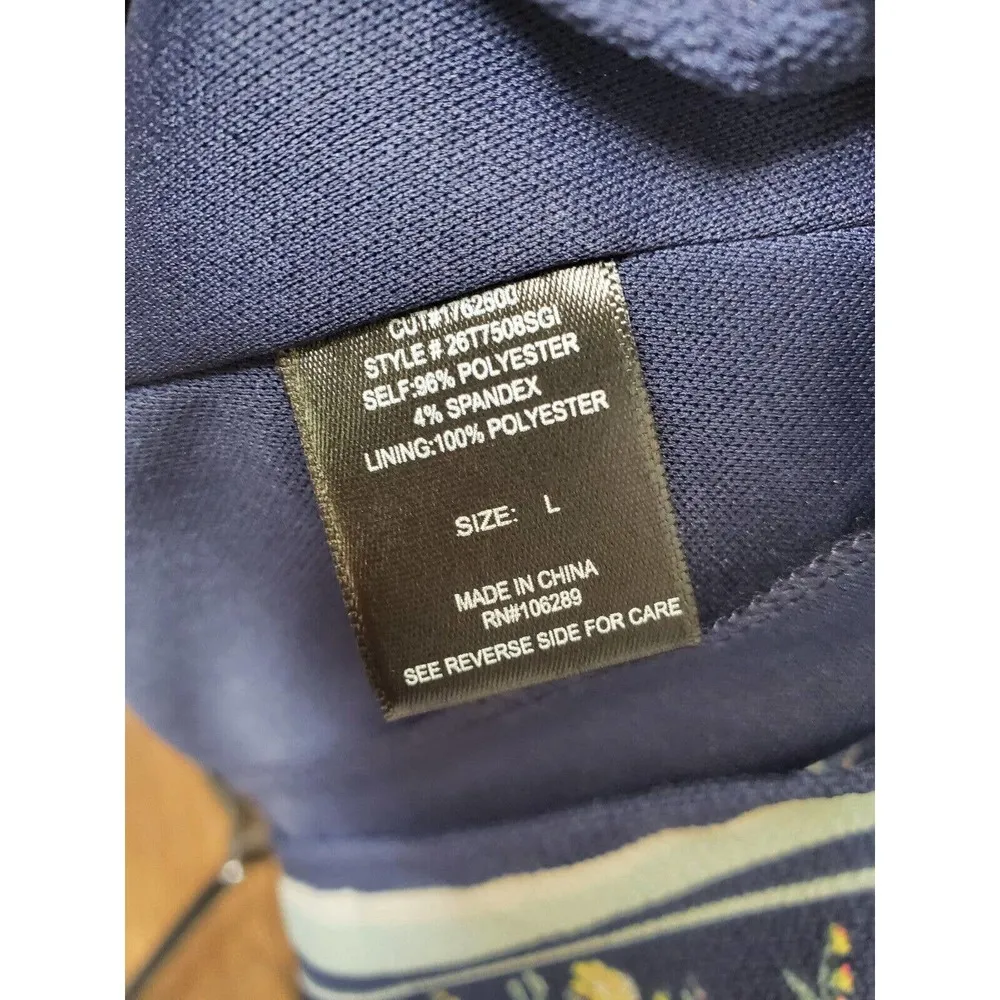 CUT#1762600
STYLE # 26T7508SGI
SELF:96% POLYESTER
4% SPANDEX
LINING:100% POLYESTER
SIZE: L
MADE IN CHINA
RN#106289
SEE REVERSE SIDE FOR CARE